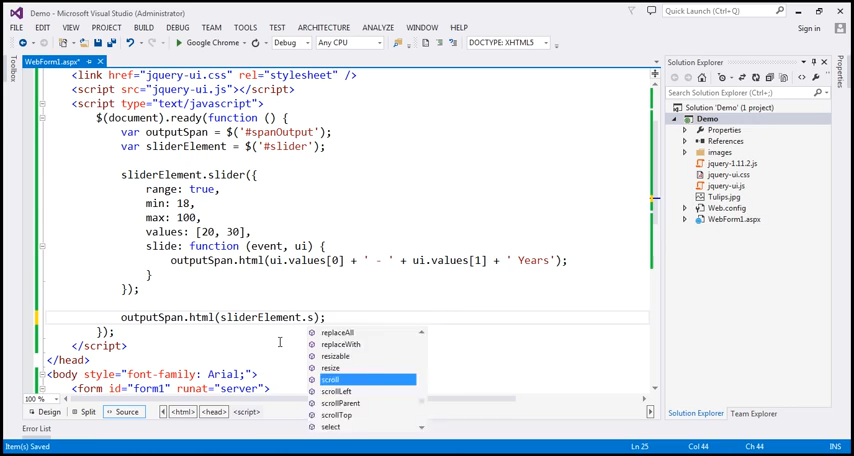 Demo - Microsoft Visual Studio (Administrator)
Quick Launch (Ctrl+Q)
FILE EDIT VIEW PROJECT BUILD DEBUG TEAM TOOLS TEST ARCHITECTURE ANALYZE WINDOW HELP
Sign in
Google Chrome Debug Any CPU DOCTYPE: XHTML5
Toolbox
WebForm1.aspx*
<link href="jquery-ui.css" rel="stylesheet" />
<script src="jquery-ui.js"></script>
<script type="text/javascript">
$(document).ready(function () {
var outputSpan = $('#spanOutput');
var sliderElement = $('#slider');
sliderElement.slider({
range: true,
min: 18,
max: 100,
values: [20, 30],
slide: function (event, ui) {
outputSpan.html(ui.values[0] + ' - ' + ui.values[1] + ' Years');
}
});
outputSpan.html(sliderElement.s);
});
</script>
</head>
<body style="font-family: Arial;">
<form id="form1" runat="server">
replaceAll
replaceWith
resizable
resize
scroll
scrollLeft
scrollParent
scrollTop
select
100 %
Design Split Source <html> <head> <script>
Error List
Solution Explorer
Search Solution Explorer (Ctrl+;)
Solution 'Demo' (1 project)
Demo
Properties
References
images
jquery-1.11.2.js
jquery-ui.css
jquery-ui.js
Tulips.jpg
Web.config
WebForm1.aspx
Solution Explorer Team Explorer
Properties
Item(s) Saved Ln 25 Col 44 Ch 44 INS